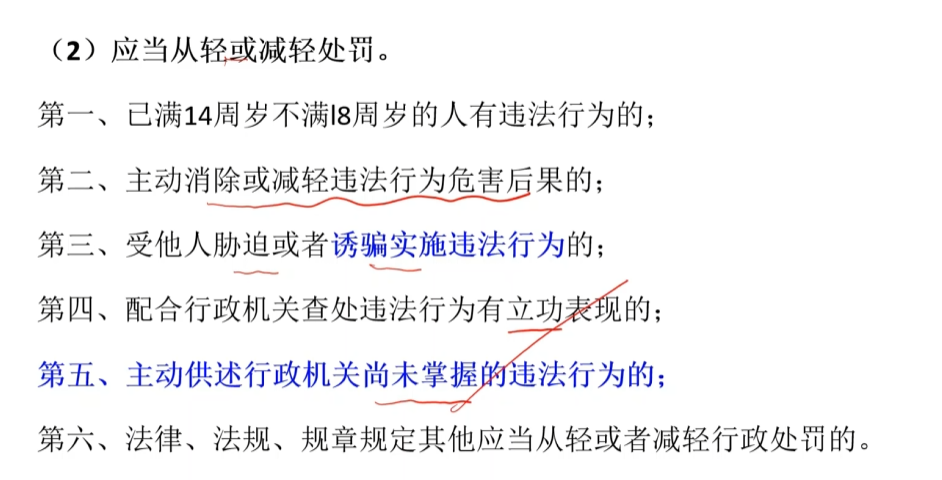 （2）应当从轻或减轻处罚。
第一、已满14周岁不满l8周岁的人有违法行为的；
第二、主动消除或减轻违法行为危害后果的；
第三、受他人胁迫或者诱骗实施违法行为的；
第四、配合行政机关查处违法行为有立功表现的；
第五、主动供述行政机关尚未掌握的违法行为的；
第六、法律、法规、规章规定其他应当从轻或者减轻行政处罚的。